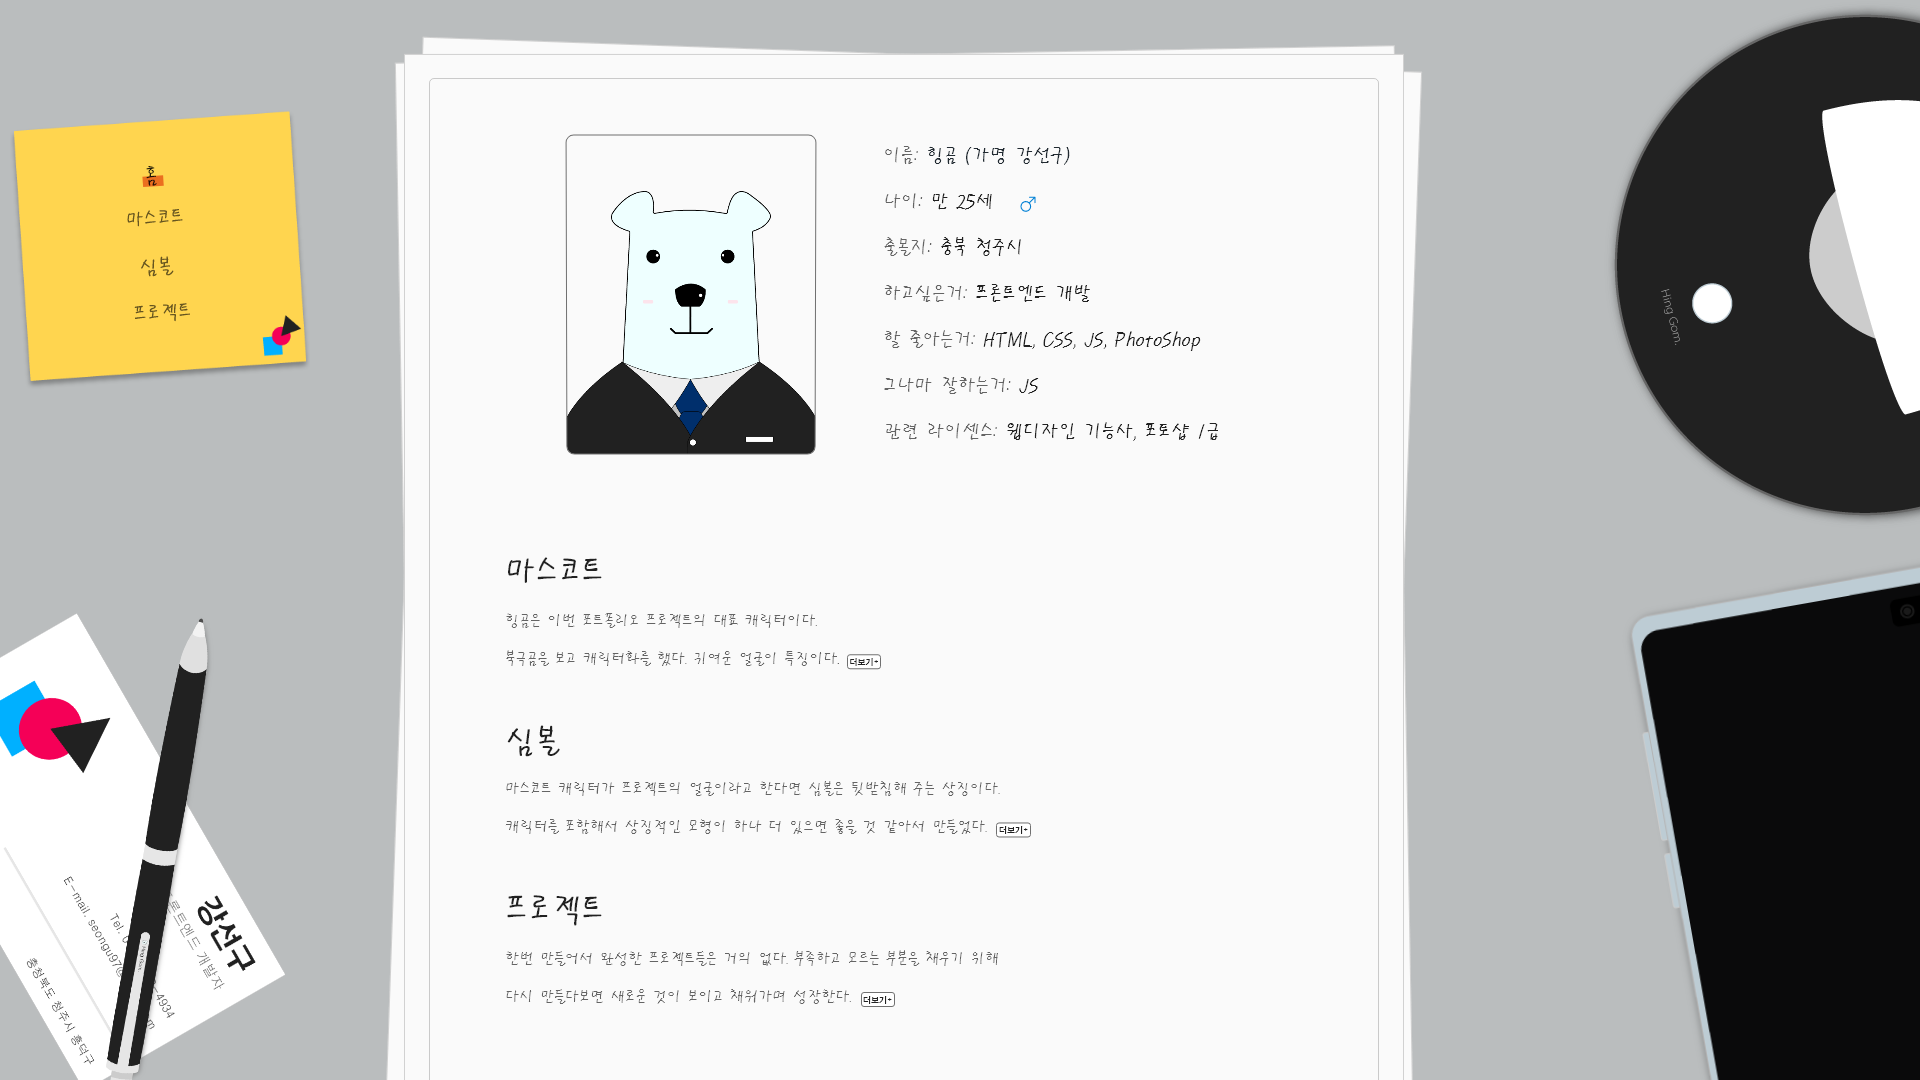 홈
마스코트
심볼
프로젝트
이름: 힝곰 (가명 강선구)
나이: 만 25세 ♂
출몰지: 충북 청주시
하고싶은거: 프론트엔드 개발
할 줄아는거: HTML, CSS, JS, PhotoShop
그나마 잘하는거: JS
관련 라이센스: 웹디자인 기능사, 포토샵 1급
마스코트
힝곰은 이번 포트폴리오 프로젝트의 대표 캐릭터이다.
북극곰을 보고 캐릭터화를 했다. 귀여운 얼굴이 특징이다. 더보기+
심볼
마스코트 캐릭터가 프로젝트의 얼굴이라고 한다면 심볼은 뒷받침해 주는 상징이다.
캐릭터를 포함해서 상징적인 모형이 하나 더 있으면 좋을 것 같아서 만들었다. 더보기+
프로젝트
한번 만들어서 완성한 프로젝트들은 거의 없다. 부족하고 모르는 부분을 채우기 위해
다시 만들다보면 새로운 것이 보이고 채워가며 성장한다. 더보기+
Hing Gom.
강선구
론트엔드 개발자
Tel. 4934
E-mail. seongu97@ m
충청북도 청주시 흥덕구